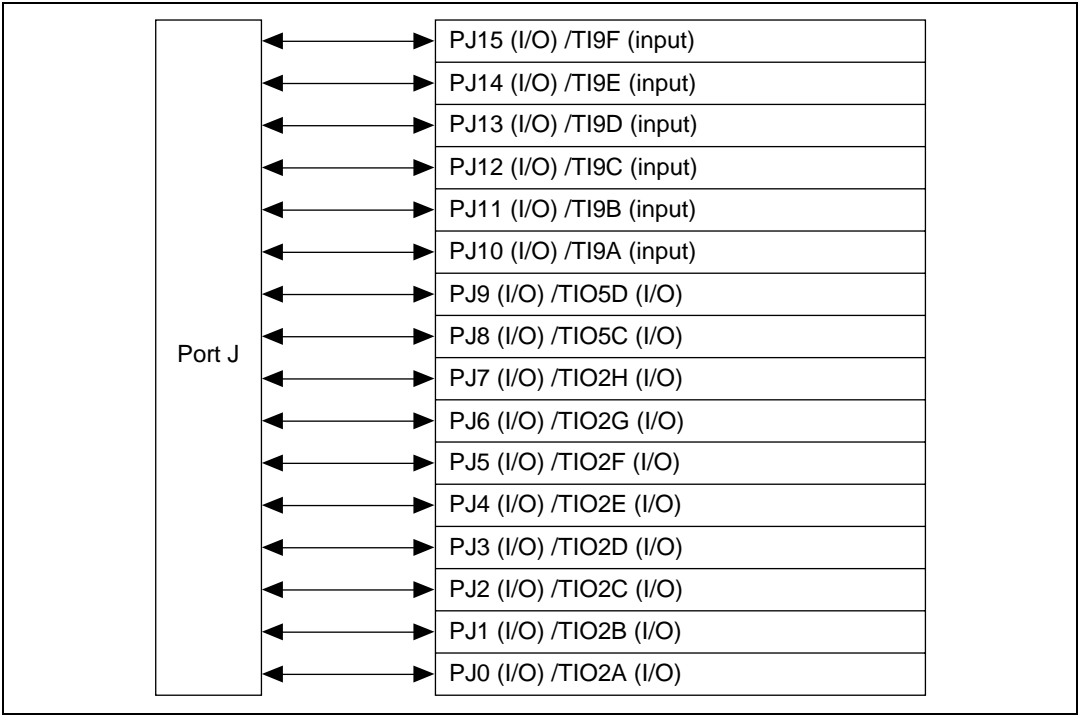 PJ15 (I/O) /TI9F (input)
PJ14 (I/O) /TI9E (input)
PJ13 (I/O) /TI9D (input)
PJ12 (I/O) /TI9C (input)
PJ11 (I/O) /TI9B (input)
PJ10 (I/O) /TI9A (input)
PJ9 (I/O) /TIO5D (I/O)
PJ8 (I/O) /TIO5C (I/O)
Port J
PJ7 (I/O) /TIO2H (I/O)
PJ6 (I/O) /TIO2G (I/O)
PJ5 (I/O) /TIO2F (I/O)
PJ4 (I/O) /TIO2E (I/O)
PJ3 (I/O) /TIO2D (I/O)
PJ2 (I/O) /TIO2C (I/O)
PJ1 (I/O) /TIO2B (I/O)
PJ0 (I/O) /TIO2A (I/O)